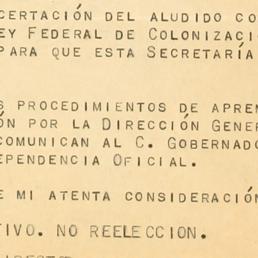 CERTACIÓN DEL ALUDIDO CO
EY FEDERAL DE COLONIZACI
PARA QUE ESTA SECRETARÍA
S PROCEDIMIENTOS DE APREM
ÓN POR LA DIRECCIÓN GENER
COMUNICAN AL C. GOBERNADO
EPENDENCIA OFICIAL.
E MI ATENTA CONSIDERACIÓN
TIVO. NO REELECCION.